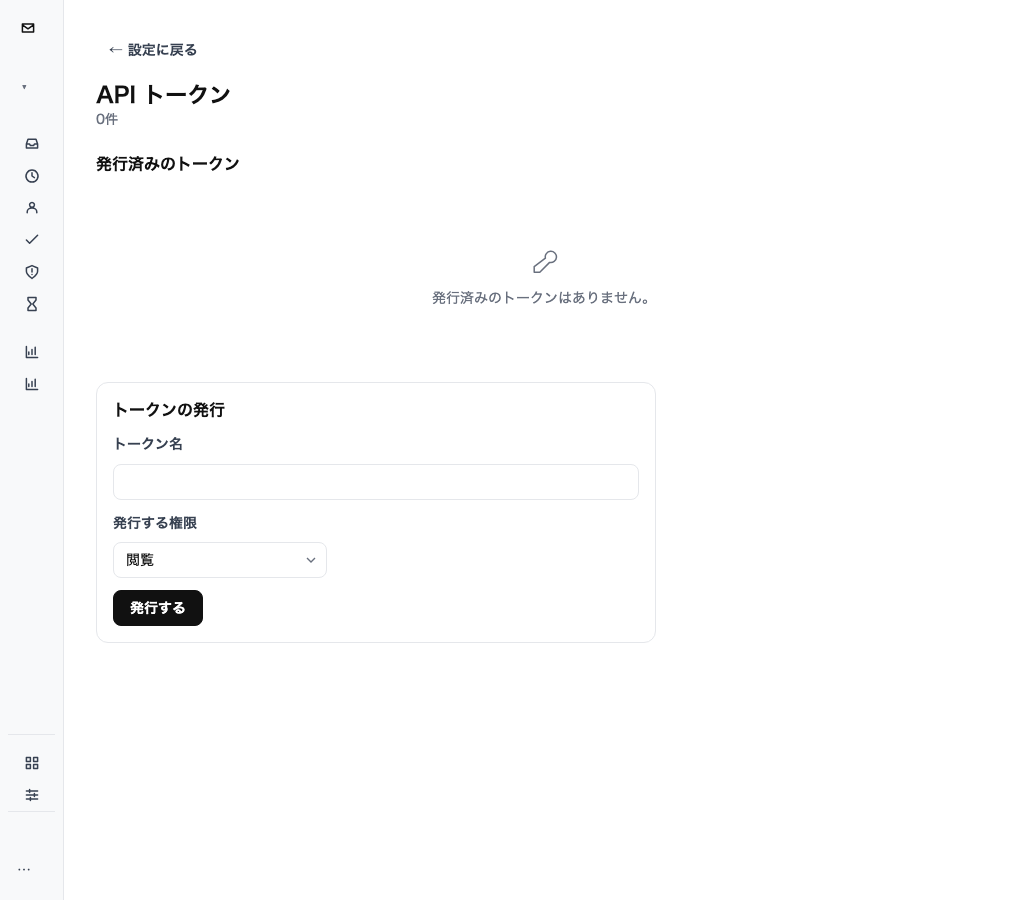 ← 設定に戻る
API トークン
0件
発行済みのトークン
発行済みのトークンはありません。
トークンの発行
トークン名
発行する権限
閲覧
発行する